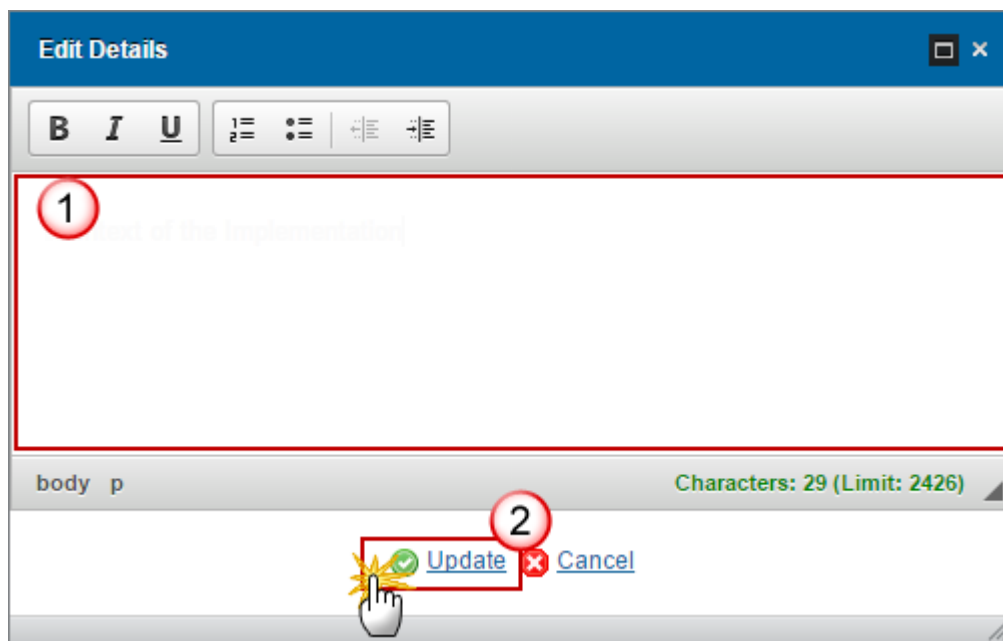 Edit Details
B I U
1
text of the implementation
body p
Characters: 29 (Limit: 2426)
2
Update Cancel